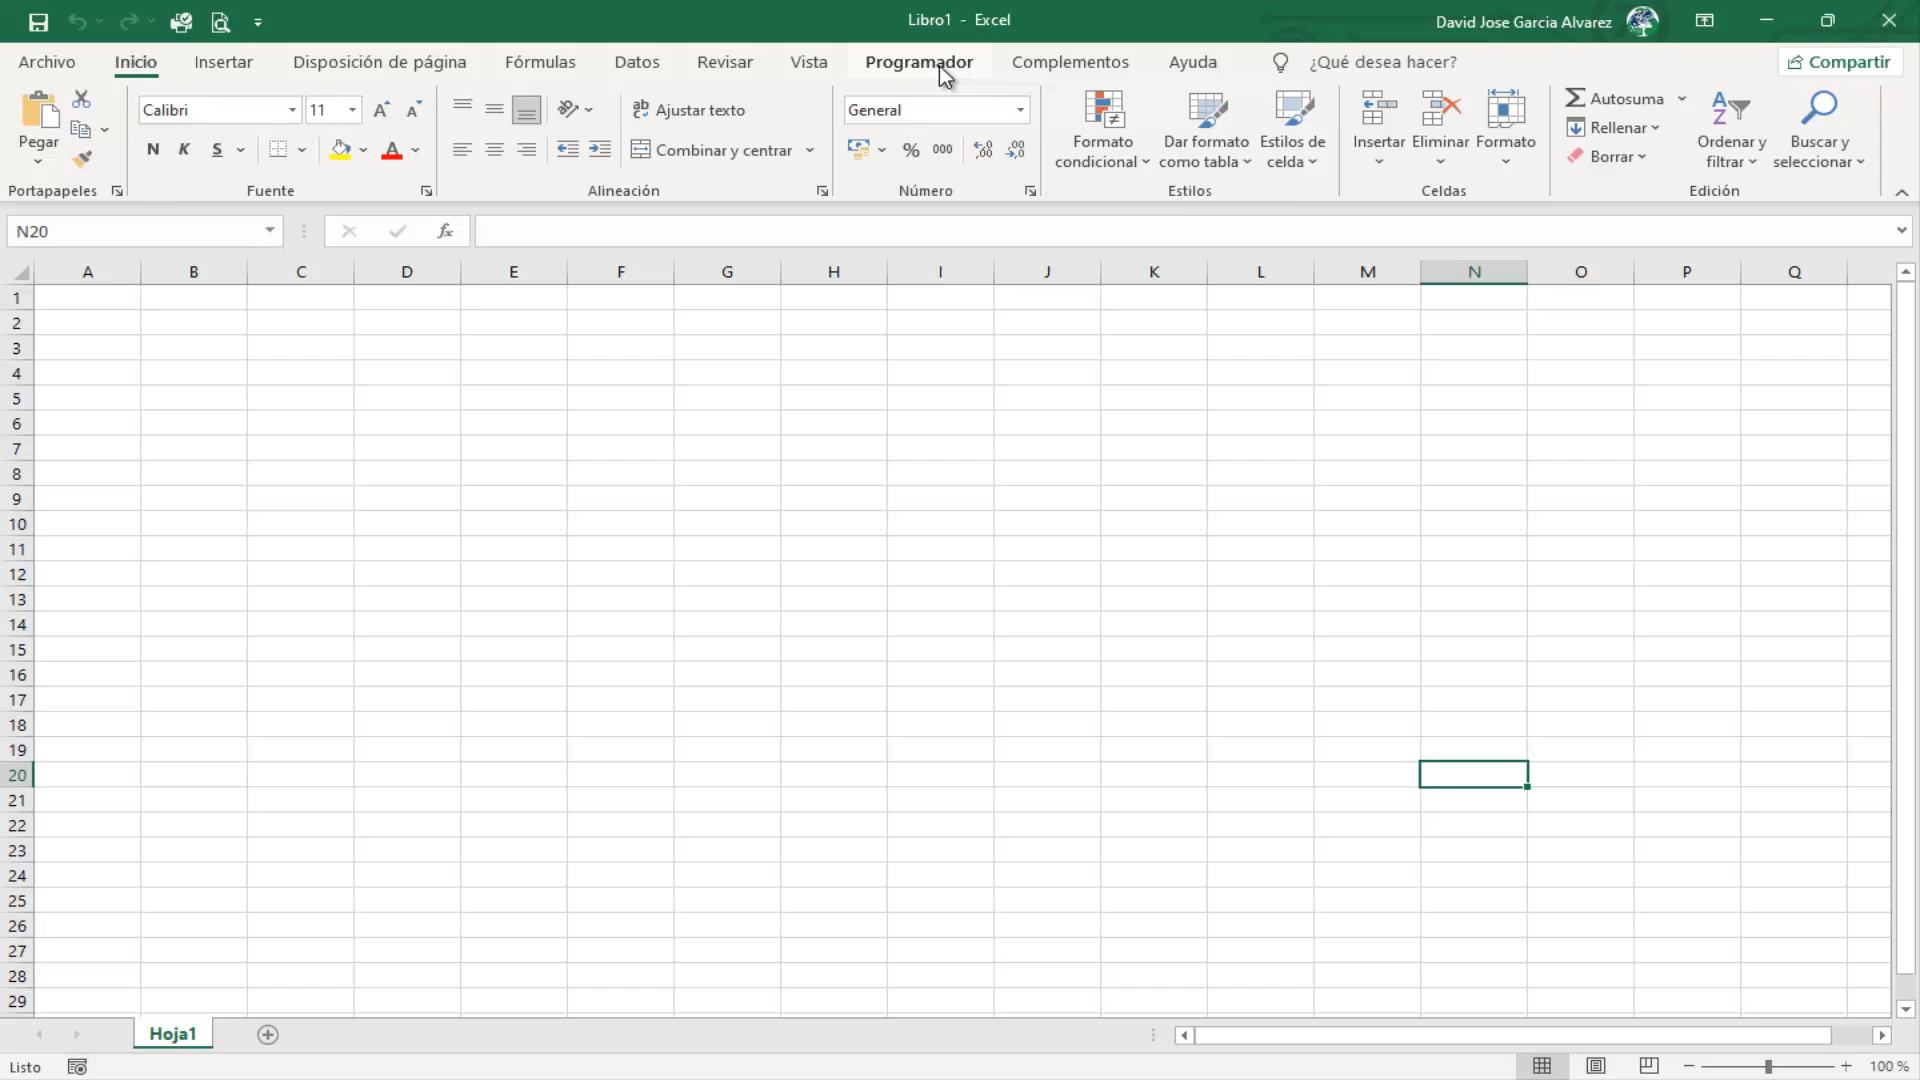 Libro1 - Excel
David Jose Garcia Alvarez
Archivo Inicio Insertar Disposición de página Fórmulas Datos Revisar Vista Programador Complementos Ayuda ¿Qué desea hacer? Compartir
Pegar
Portapapeles
Calibri 11
N K S
Fuente
ab Ajustar texto
Combinar y centrar
Alineación
General
% 000
Número
Formato condicional
Dar formato como tabla
Estilos de celda
Estilos
Insertar Eliminar Formato
Celdas
Autosuma
Rellenar
Borrar
Ordenar y filtrar
Buscar y seleccionar
Edición
N20
fx
A B C D E F G H I J K L M N O P Q
1
2
3
4
5
6
7
8
9
10
11
12
13
14
15
16
17
18
19
20
21
22
23
24
25
26
27
28
29
Hoja1
Listo
100 %